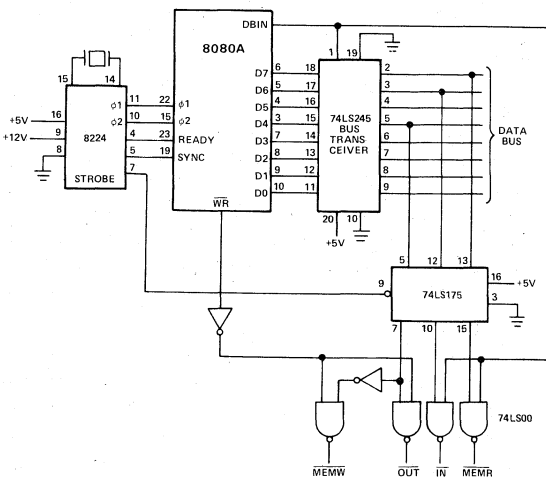 DBIN
8080A
1
19
15
14
D7 6 18 2
D6 5 17 3
11 22 φ1
D5 4 16 74LS245 4
+5V 16
10 15 φ2
D4 3 15 BUS 5
+12V 9 8224
4 23 READY
D3 7 14 TRANS 6
8 5 19 SYNC
D2 8 13 CEIVER 7
STROBE 7
D1 9 12 8
D0 10 11 9
DATA
BUS
φ1
φ2
WR
20 10
+5V
5 12 13
9 74LS175 16 +5V
3
7 10 15
74LS00
MEMW OUT IN MEMR